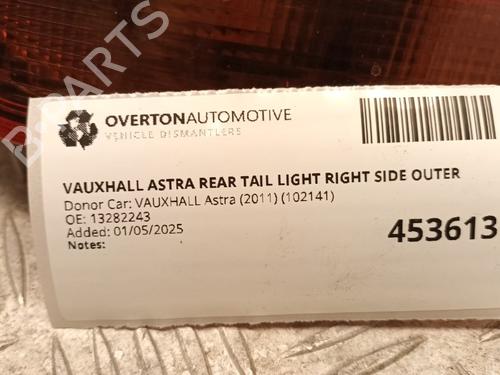 OVERTONAUTOMOTIVE
VEHICLE DISMANTLERS
VAUXHALL ASTRA REAR TAIL LIGHT RIGHT SIDE OUTER
Donor Car: VAUXHALL Astra (2011) (102141)
OE: 13282243
Added: 01/05/2025
453613
Notes:
B-PARTS